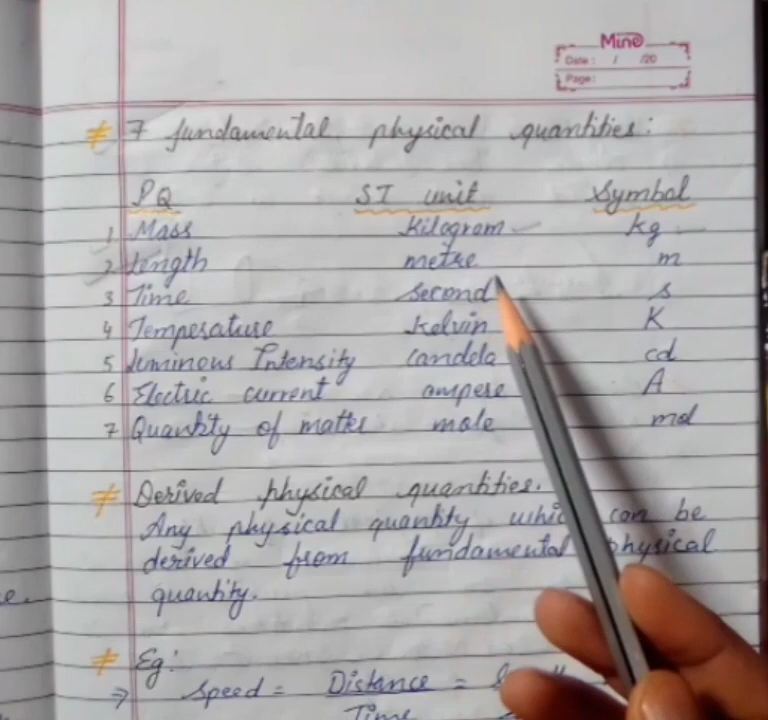 Mino
Date : / /20
Page:
# 7 fundamental physical quantities:
PQ SI unit Symbol
1 Mass kilogram kg
2 Length metre m
3 Time second s
4 Temperature kelvin K
5 Luminous Intensity candela cd
6 Electric current ampere A
7 Quantity of matter mole mol
# Derived physical quantities.
Any physical quantity which can be
derived from fundamental physical
quantity.
e.
# Eg:
⇒ Speed = Distance =
Time